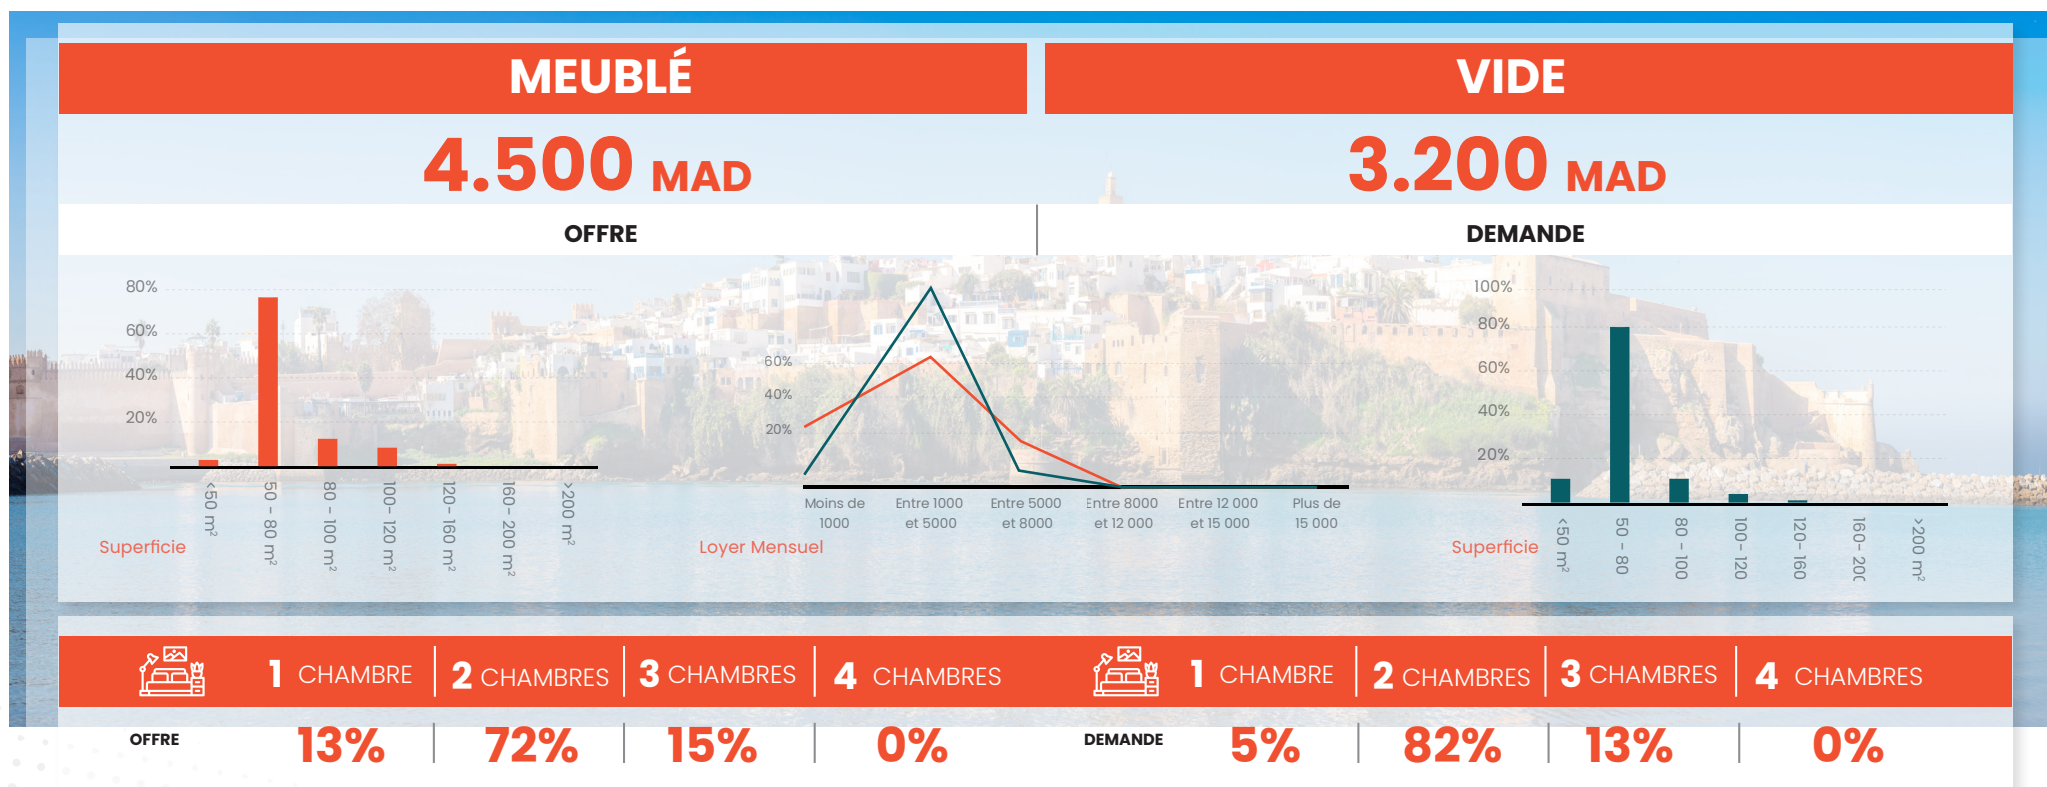 MEUBLÉ
VIDE
4.500 MAD
3.200 MAD
OFFRE
DEMANDE
80%
60%
40%
20%
<50 m²
50 - 80 m²
80 - 100 m²
100- 120 m²
120- 160 m²
160- 200 m²
>200 m²
Superficie
60%
40%
20%
Moins de
1000
Entre 1000
et 5000
Entre 5000
et 8000
Entre 8000
et 12 000
Entre 12 000
et 15 000
Plus de
15 000
Loyer Mensuel
100%
80%
60%
40%
20%
<50 m²
50 - 80
80 - 100
100- 120
120- 160
160- 200
>200 m²
Superficie
1 CHAMBRE
2 CHAMBRES
3 CHAMBRES
4 CHAMBRES
1 CHAMBRE
2 CHAMBRES
3 CHAMBRES
4 CHAMBRES
OFFRE
13%
72%
15%
0%
DEMANDE
5%
82%
13%
0%